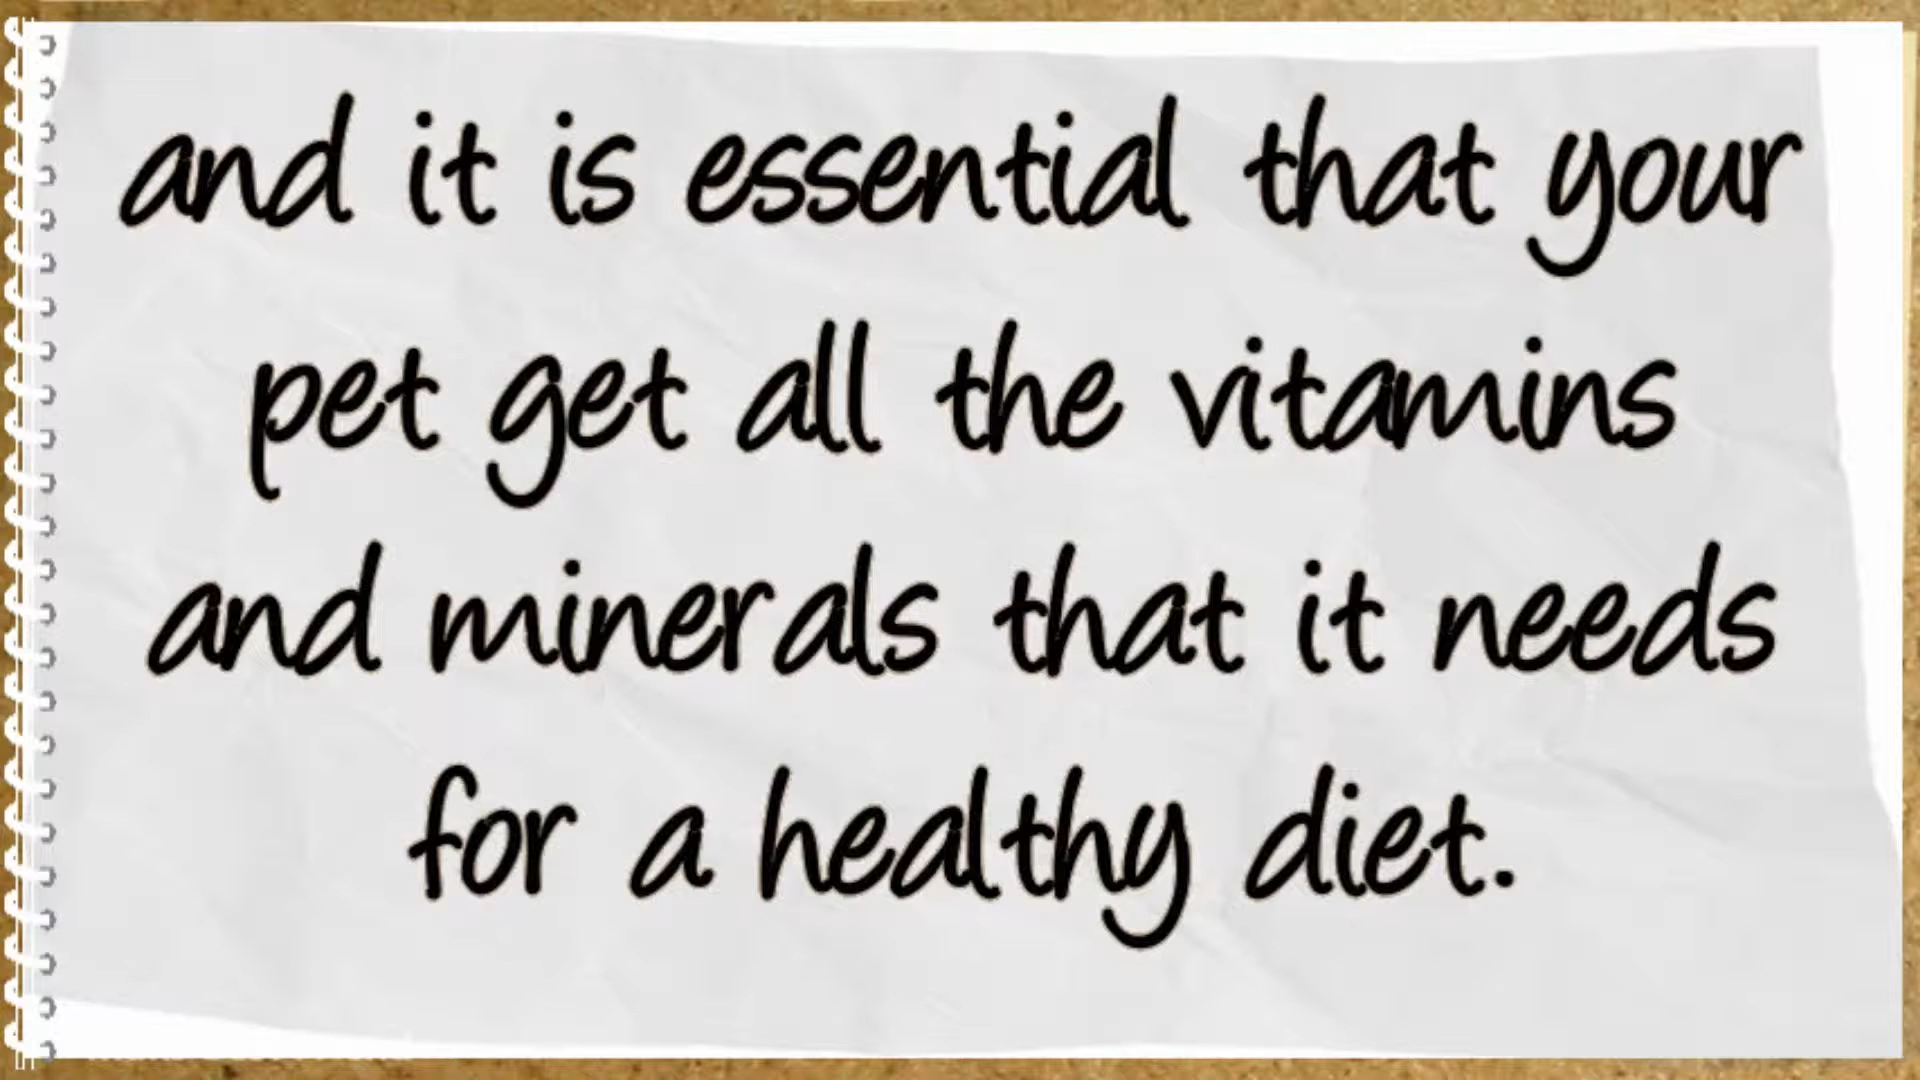 and it is essential that your
pet get all the vitamins
and minerals that it needs
for a healthy diet.